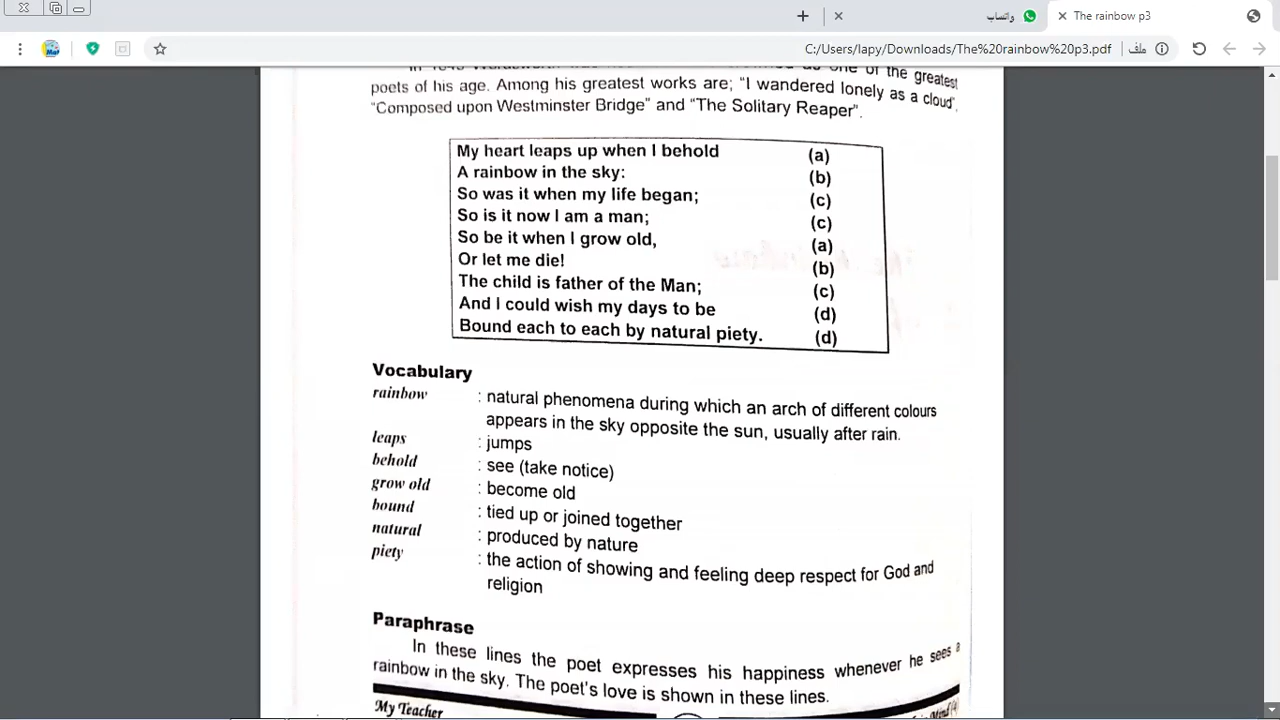 واتساب
The rainbow p3
C:/Users/lapy/Downloads/The%20rainbow%20p3.pdf
ملف
one of the greatest
poets of his age. Among his greatest works are; "I wandered lonely as a cloud",
"Composed upon Westminster Bridge" and "The Solitary Reaper".
My heart leaps up when I behold (a)
A rainbow in the sky: (b)
So was it when my life began; (c)
So is it now I am a man; (c)
So be it when I grow old, (a)
Or let me die! (b)
The child is father of the Man; (c)
And I could wish my days to be (d)
Bound each to each by natural piety. (d)
Vocabulary
rainbow : natural phenomena during which an arch of different colours
appears in the sky opposite the sun, usually after rain.
leaps : jumps
behold : see (take notice)
grow old : become old
bound : tied up or joined together
natural : produced by nature
piety : the action of showing and feeling deep respect for God and
religion
Paraphrase
In these lines the poet expresses his happiness whenever he sees a
rainbow in the sky. The poet's love is shown in these lines.
My Teacher